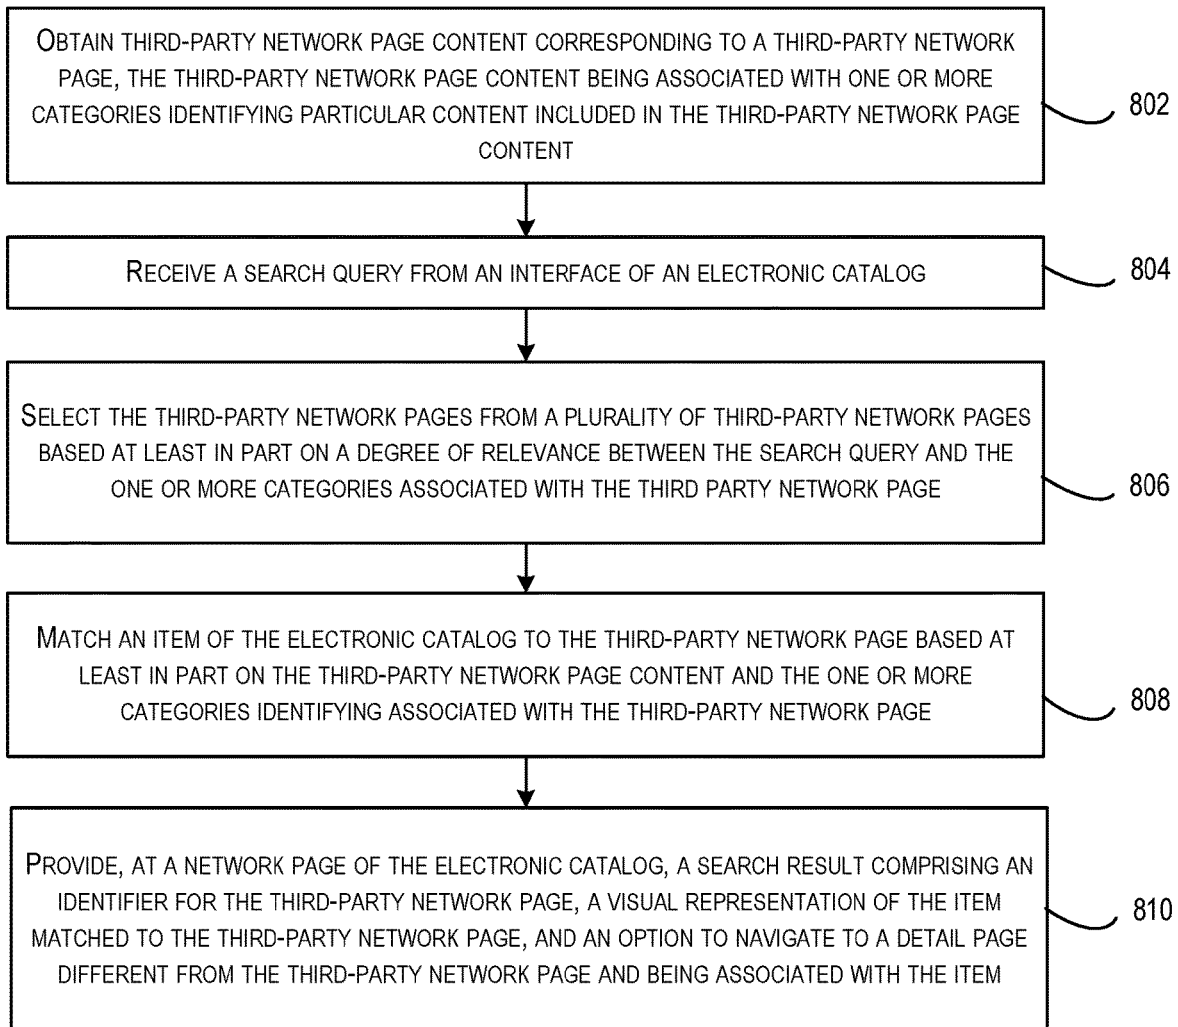 OBTAIN THIRD-PARTY NETWORK PAGE CONTENT CORRESPONDING TO A THIRD-PARTY NETWORK
PAGE, THE THIRD-PARTY NETWORK PAGE CONTENT BEING ASSOCIATED WITH ONE OR MORE
CATEGORIES IDENTIFYING PARTICULAR CONTENT INCLUDED IN THE THIRD-PARTY NETWORK PAGE
CONTENT
802
RECEIVE A SEARCH QUERY FROM AN INTERFACE OF AN ELECTRONIC CATALOG
804
SELECT THE THIRD-PARTY NETWORK PAGES FROM A PLURALITY OF THIRD-PARTY NETWORK PAGES
BASED AT LEAST IN PART ON A DEGREE OF RELEVANCE BETWEEN THE SEARCH QUERY AND THE
ONE OR MORE CATEGORIES ASSOCIATED WITH THE THIRD PARTY NETWORK PAGE
806
MATCH AN ITEM OF THE ELECTRONIC CATALOG TO THE THIRD-PARTY NETWORK PAGE BASED AT
LEAST IN PART ON THE THIRD-PARTY NETWORK PAGE CONTENT AND THE ONE OR MORE
CATEGORIES IDENTIFYING ASSOCIATED WITH THE THIRD-PARTY NETWORK PAGE
808
PROVIDE, AT A NETWORK PAGE OF THE ELECTRONIC CATALOG, A SEARCH RESULT COMPRISING AN
IDENTIFIER FOR THE THIRD-PARTY NETWORK PAGE, A VISUAL REPRESENTATION OF THE ITEM
MATCHED TO THE THIRD-PARTY NETWORK PAGE, AND AN OPTION TO NAVIGATE TO A DETAIL PAGE
DIFFERENT FROM THE THIRD-PARTY NETWORK PAGE AND BEING ASSOCIATED WITH THE ITEM
810